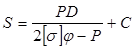 S = PD / (2[σ]φ − P) + C